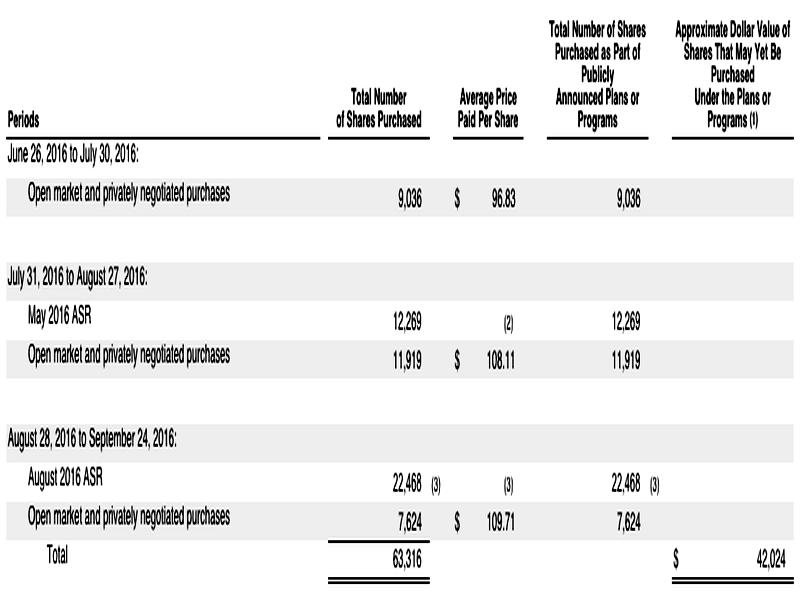 Periods
Total Number
of Shares Purchased
Average Price
Paid Per Share
Total Number of Shares
Purchased as Part of
Publicly
Announced Plans or
Programs
Approximate Dollar Value of
Shares That May Yet Be
Purchased
Under the Plans or
Programs (1)
June 26, 2016 to July 30, 2016:
Open market and privately negotiated purchases 9,036 $ 96.83 9,036
July 31, 2016 to August 27, 2016:
May 2016 ASR 12,269 (2) 12,269
Open market and privately negotiated purchases 11,919 $ 108.11 11,919
August 28, 2016 to September 24, 2016:
August 2016 ASR 22,468 (3) (3) 22,468 (3)
Open market and privately negotiated purchases 7,624 $ 109.71 7,624
Total 63,316 $ 42,024